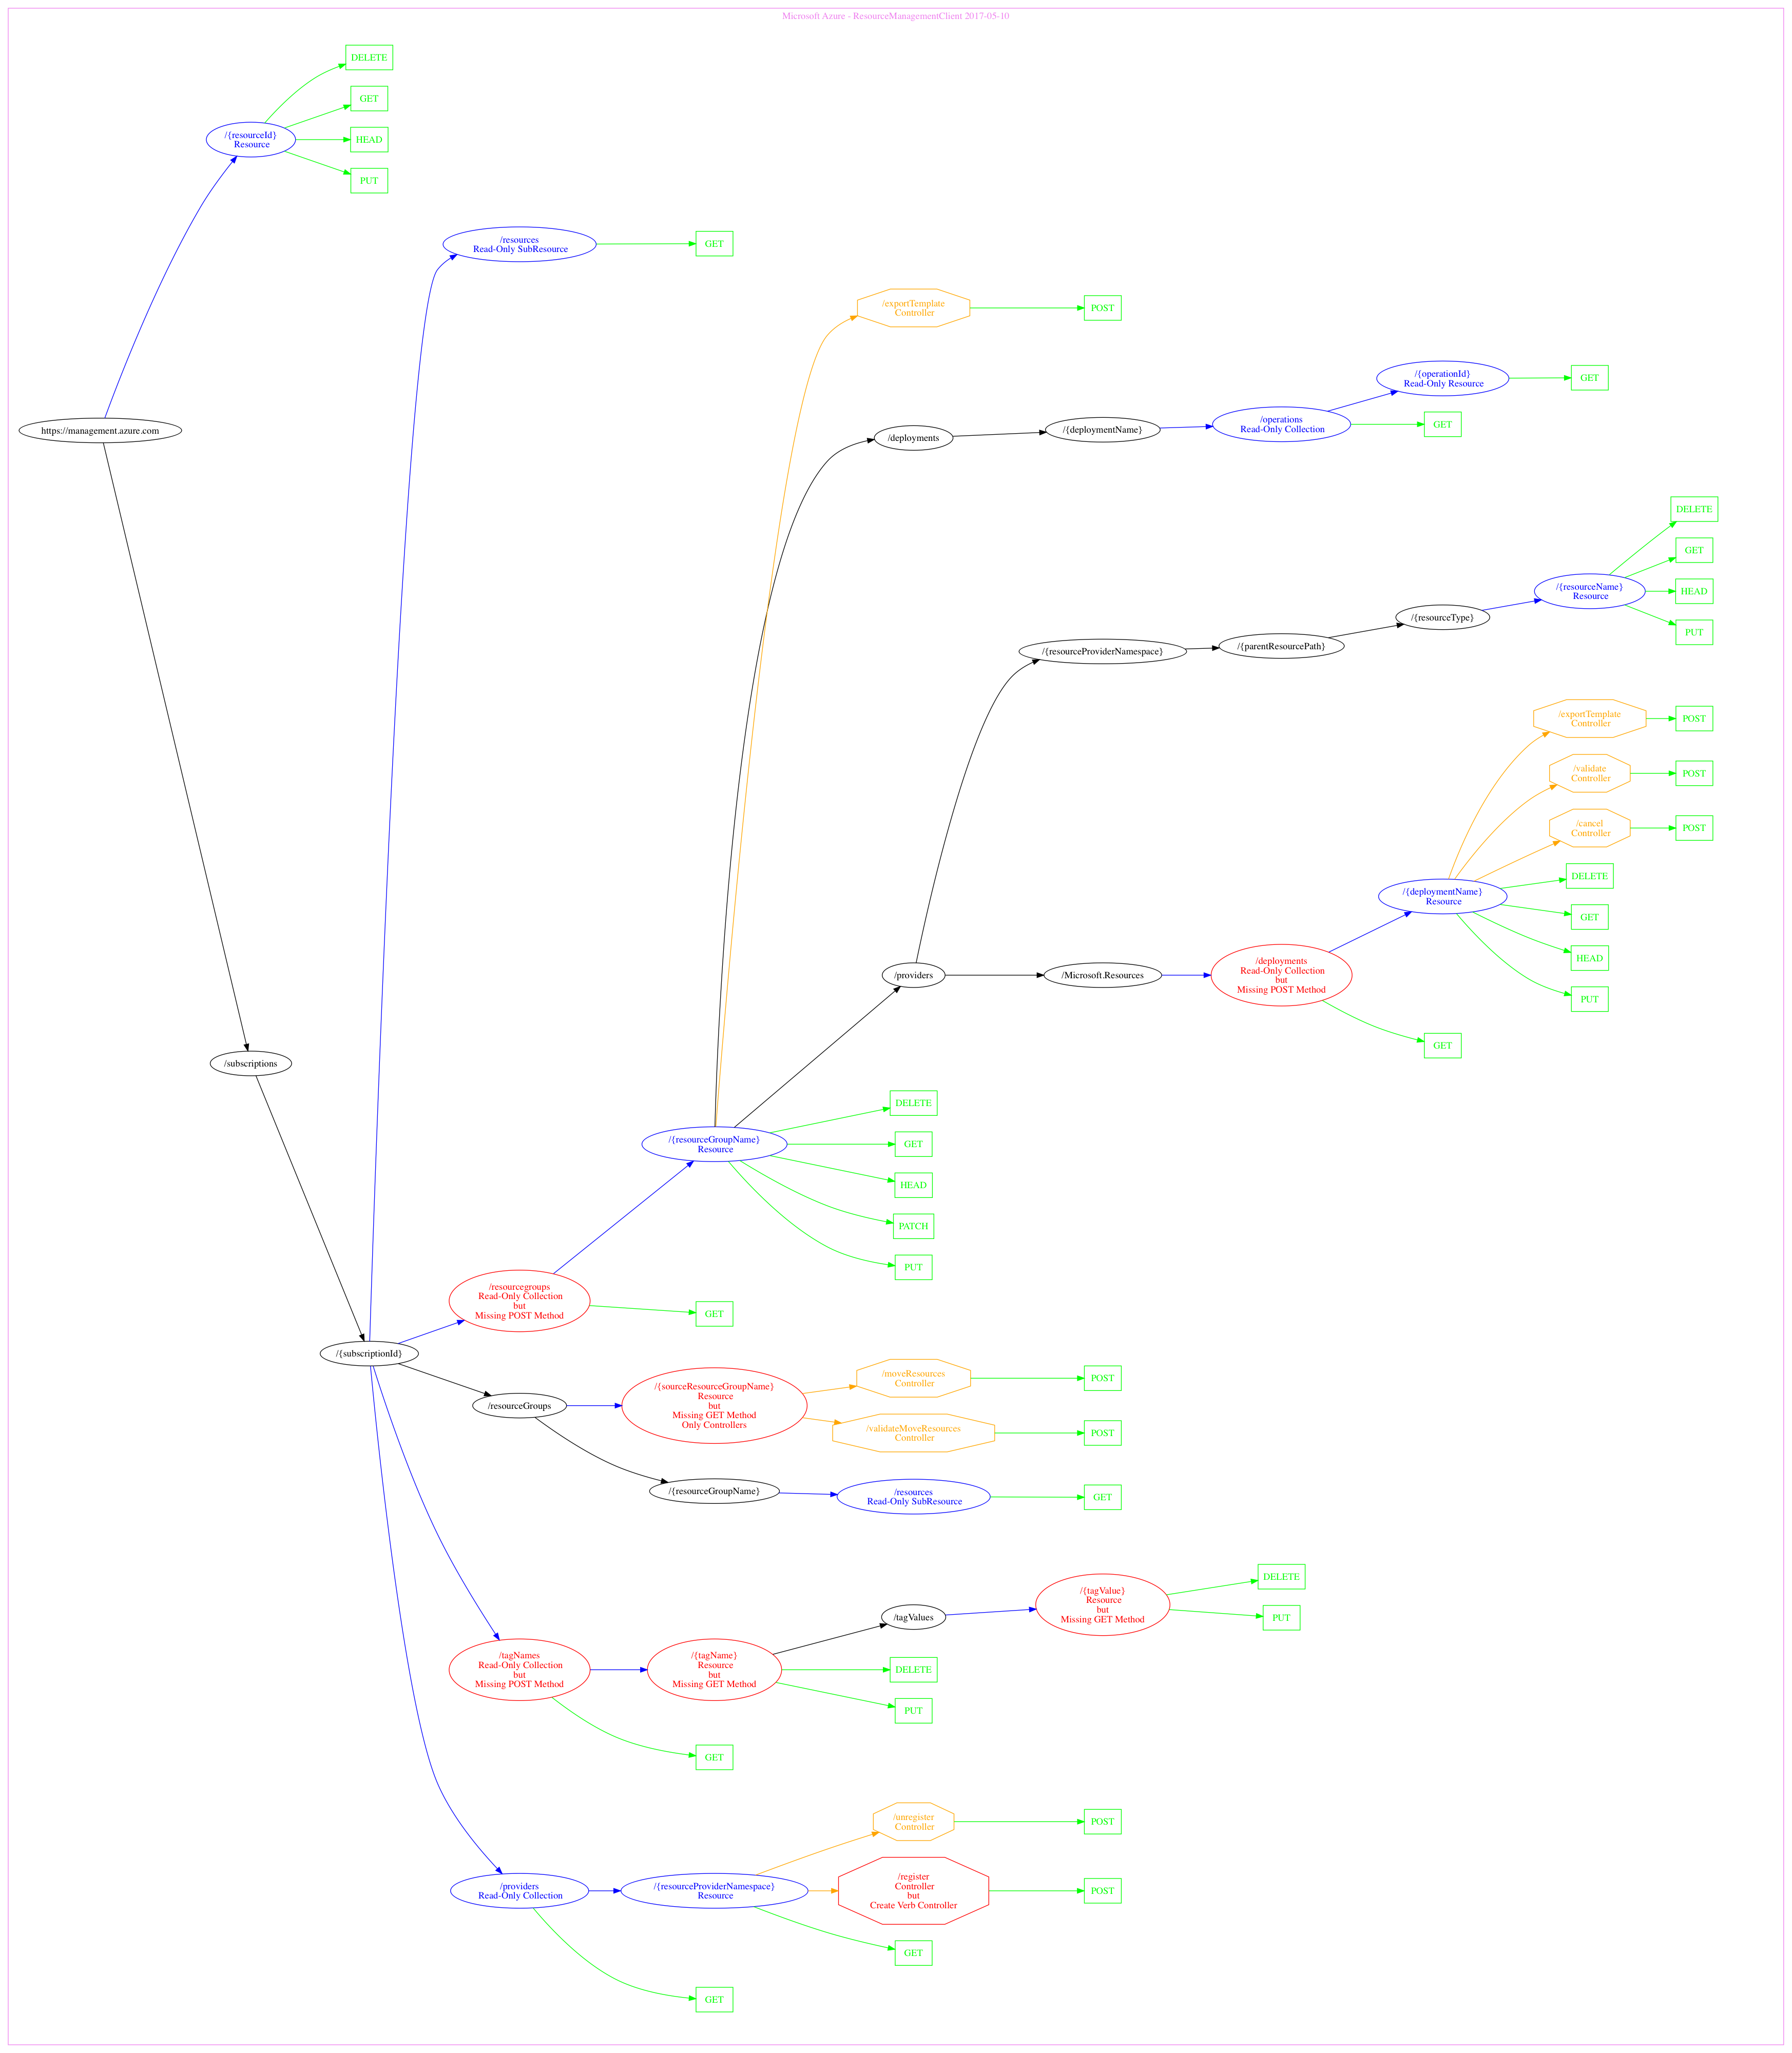 Microsoft Azure - ResourceManagementClient 2017-05-10
DELETE
GET
/{resourceId}
Resource
HEAD
PUT
/resources
Read-Only SubResource
GET
/exportTemplate
Controller
POST
/{operationId}
Read-Only Resource
GET
https://management.azure.com
/deployments
/{deploymentName}
/operations
Read-Only Collection
GET
DELETE
GET
/{resourceName}
Resource
HEAD
PUT
/{resourceType}
/{parentResourcePath}
/{resourceProviderNamespace}
/exportTemplate
Controller
POST
/validate
Controller
POST
/cancel
Controller
POST
DELETE
/{deploymentName}
Resource
GET
HEAD
PUT
/providers
/Microsoft.Resources
/deployments
Read-Only Collection
but
Missing POST Method
GET
/subscriptions
DELETE
/{resourceGroupName}
Resource
GET
HEAD
PATCH
PUT
/resourcegroups
Read-Only Collection
but
Missing POST Method
GET
/{subscriptionId}
/resourceGroups
/{sourceResourceGroupName}
Resource
but
Missing GET Method
Only Controllers
/moveResources
Controller
POST
/validateMoveResources
Controller
POST
/{resourceGroupName}
/resources
Read-Only SubResource
GET
/tagValues
/{tagValue}
Resource
but
Missing GET Method
DELETE
PUT
/tagNames
Read-Only Collection
but
Missing POST Method
/{tagName}
Resource
but
Missing GET Method
DELETE
PUT
GET
/unregister
Controller
POST
/providers
Read-Only Collection
/{resourceProviderNamespace}
Resource
/register
Controller
but
Create Verb Controller
POST
GET
GET